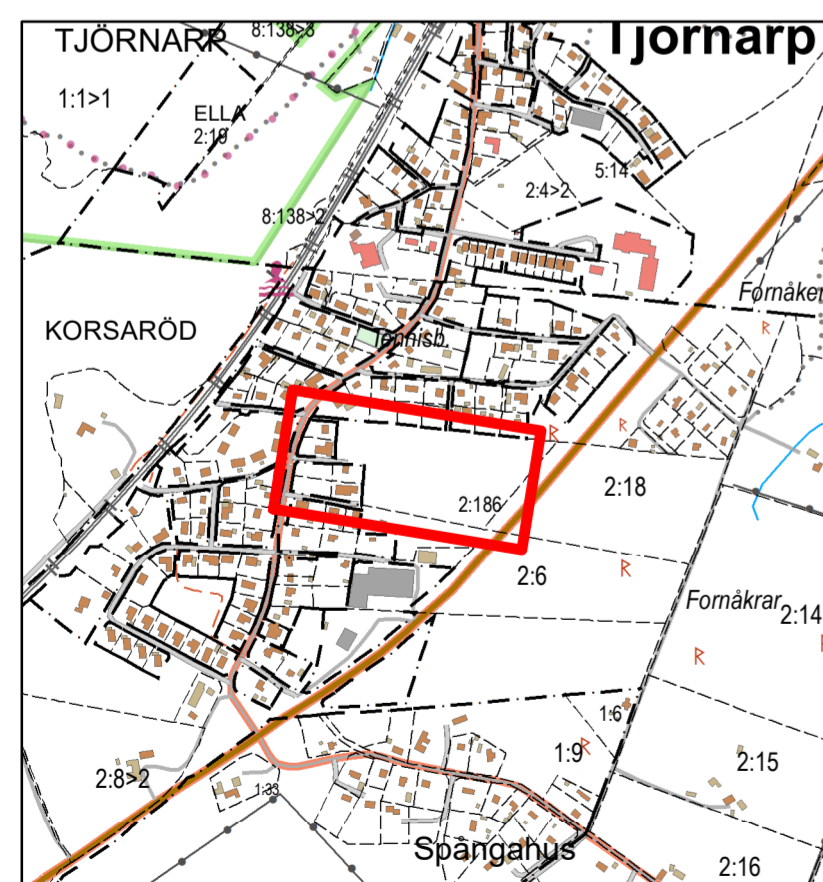 TJÖRNARP
8:138>3
Tjörnarp
1:1>1
ELLA
2:19
5:14
2:4>2
8:138>2
Fornåker
KORSARÖD
Tennisb.
R
R
R
2:186
2:18
2:6
R
Fornåkrar
2:14
R
R
1:6
R
1:9
2:15
2:8>2
1:33
Spångahus
2:16